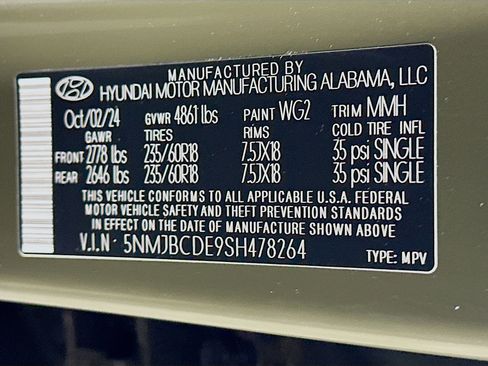 MANUFACTURED BY
HYUNDAI MOTOR MANUFACTURING ALABAMA, LLC
Oct/02/24 GVWR 4861 lbs PAINT WG2 TRIM MMH
GAWR TIRES RIMS COLD TIRE INFL
FRONT 2778 lbs 235/60R18 7.5JX18 35 psi SINGLE
REAR 2646 lbs 235/60R18 7.5JX18 35 psi SINGLE
THIS VEHICLE CONFORMS TO ALL APPLICABLE U.S.A. FEDERAL
MOTOR VEHICLE SAFETY AND THEFT PREVENTION STANDARDS
IN EFFECT ON THE DATE OF MANUFACTURE SHOWN ABOVE
V.I.N 5NMJBCDE9SH478264 TYPE: MPV